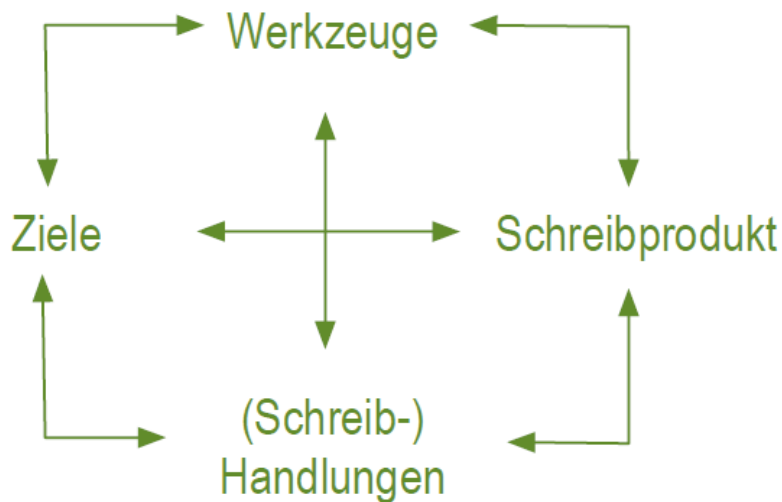 Werkzeuge
Ziele
Schreibprodukt
(Schreib-)
Handlungen